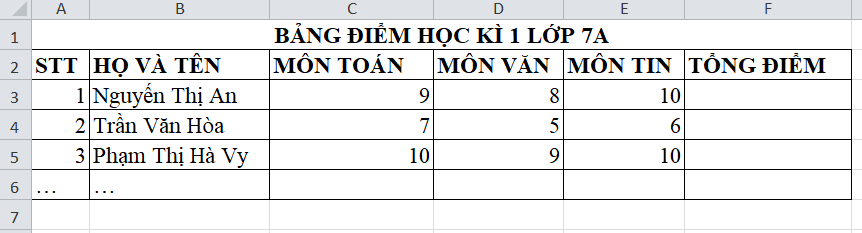 A B C D E F
1 BẢNG ĐIỂM HỌC KÌ 1 LỚP 7A
2 STT HỌ VÀ TÊN MÔN TOÁN MÔN VĂN MÔN TIN TỔNG ĐIỂM
3 1 Nguyễn Thị An 9 8 10
4 2 Trần Văn Hòa 7 5 6
5 3 Phạm Thị Hà Vy 10 9 10
6 … …
7